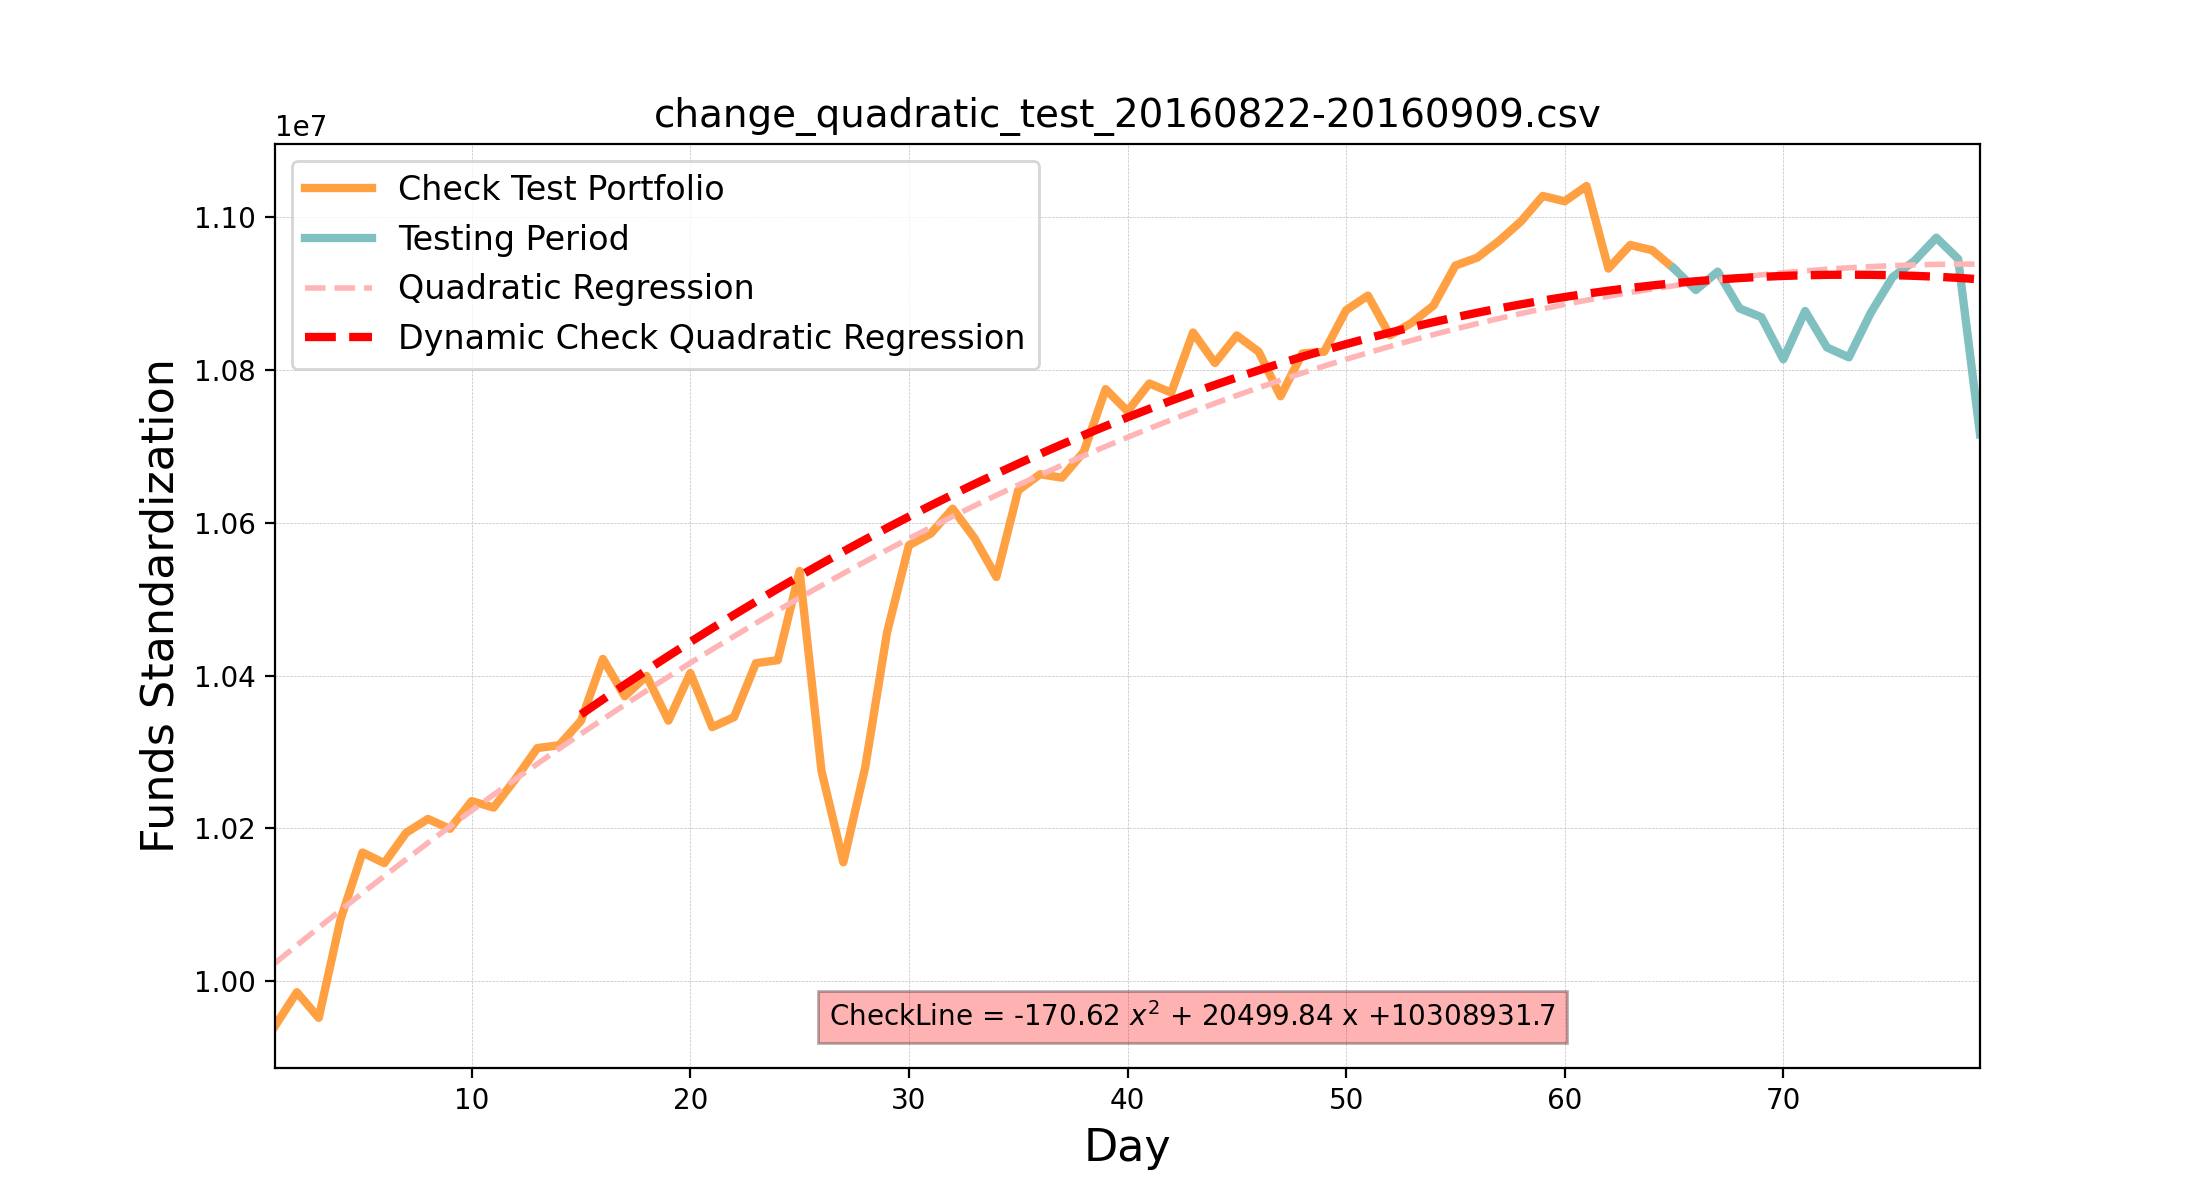 change_quadratic_test_20160822-20160909.csv
1e7
Check Test Portfolio
Testing Period
Quadratic Regression
Dynamic Check Quadratic Regression
1.10
1.08
1.06
1.04
1.02
1.00
Funds Standardization
CheckLine = -170.62 x² + 20499.84 x +10308931.7
10 20 30 40 50 60 70
Day